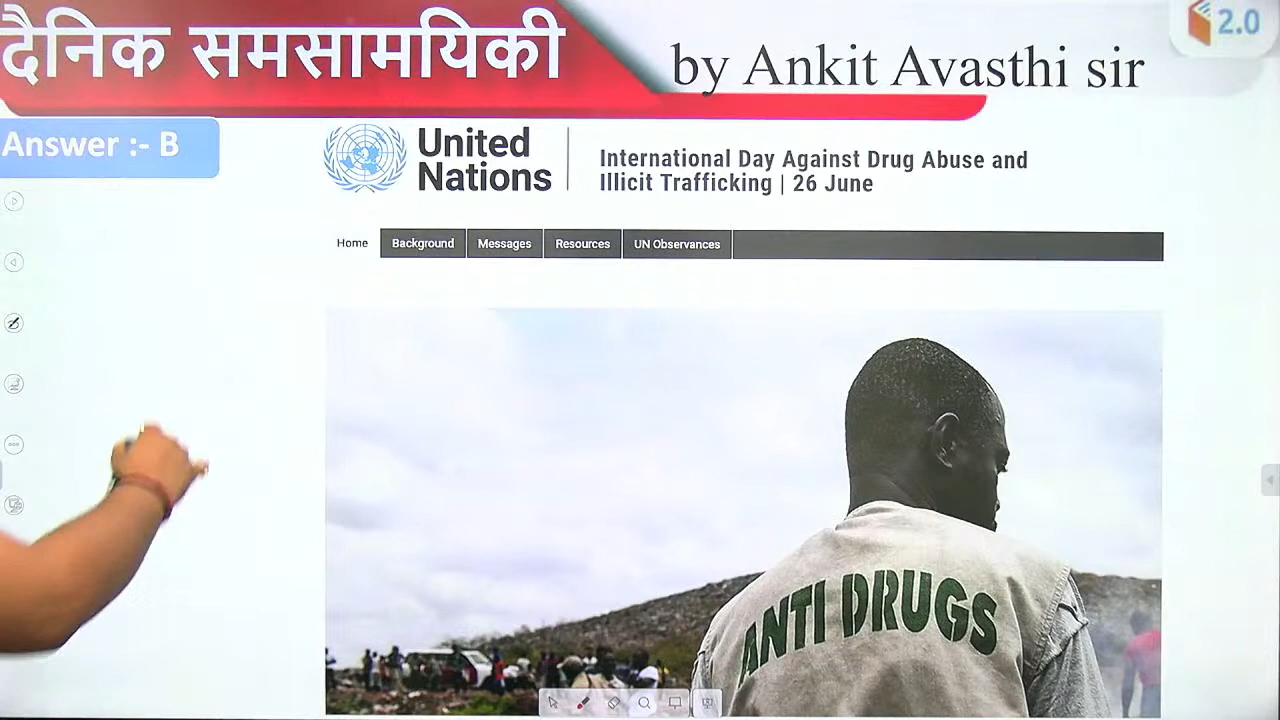 दैनिक समसामयिकी
by Ankit Avasthi sir
2.0
Answer :- B
United
Nations
International Day Against Drug Abuse and
Illicit Trafficking | 26 June
Home Background Messages Resources UN Observances
ANTI DRUGS